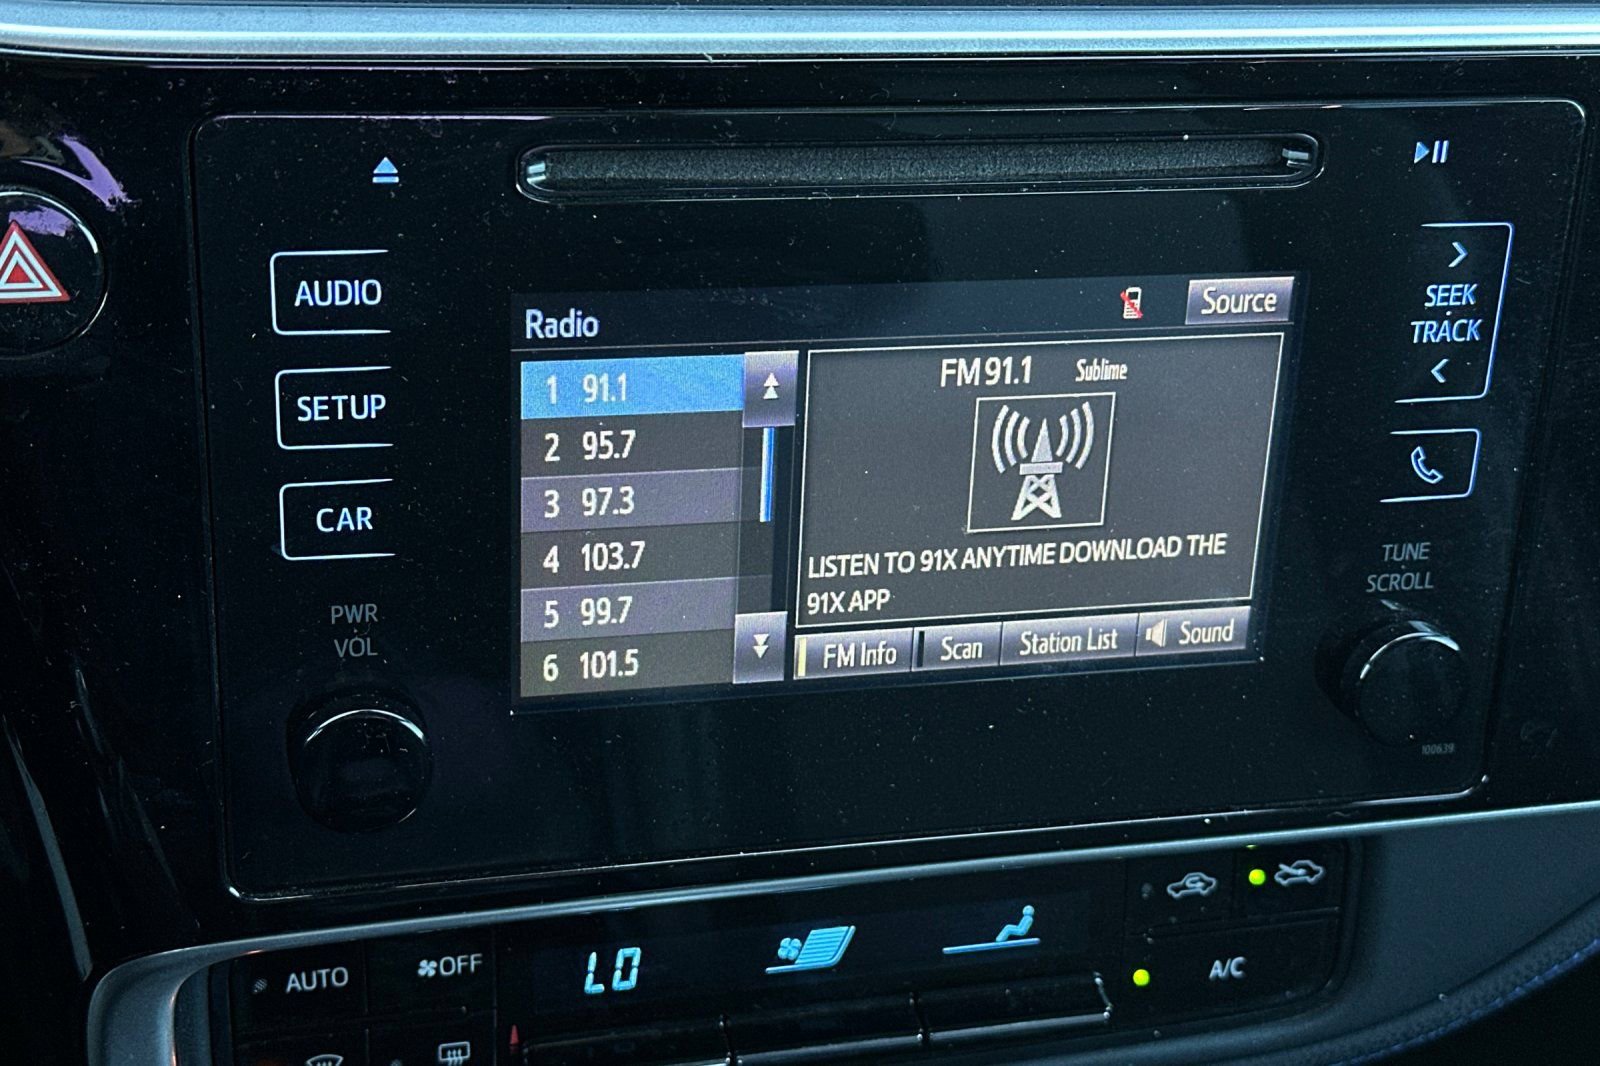 AUDIO
SETUP
CAR
PWR
VOL
Radio
Source
1 91.1
2 95.7
3 97.3
4 103.7
5 99.7
6 101.5
FM 91.1 Sublime
LISTEN TO 91X ANYTIME DOWNLOAD THE
91X APP
FM Info
Scan
Station List
Sound
SEEK
TRACK
TUNE
SCROLL
100639
AUTO
OFF
LO
A/C